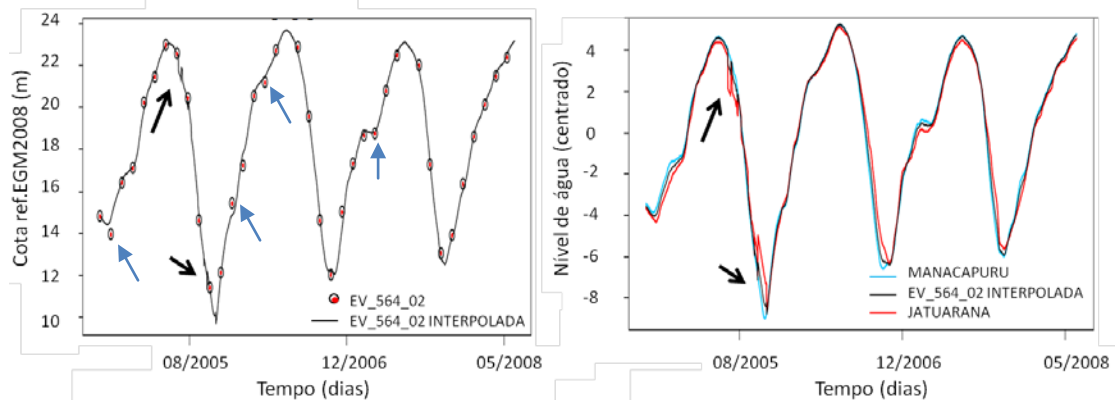 Cota ref.EGM2008 (m)
24
22
20
18
16
14
12
10
EV_564_02
EV_564_02 INTERPOLADA
08/2005
12/2006
05/2008
Tempo (dias)
Nível de água (centrado)
4
2
0
-2
-4
-6
-8
MANACAPURU
EV_564_02 INTERPOLADA
JATUARANA
08/2005
12/2006
05/2008
Tempo (dias)